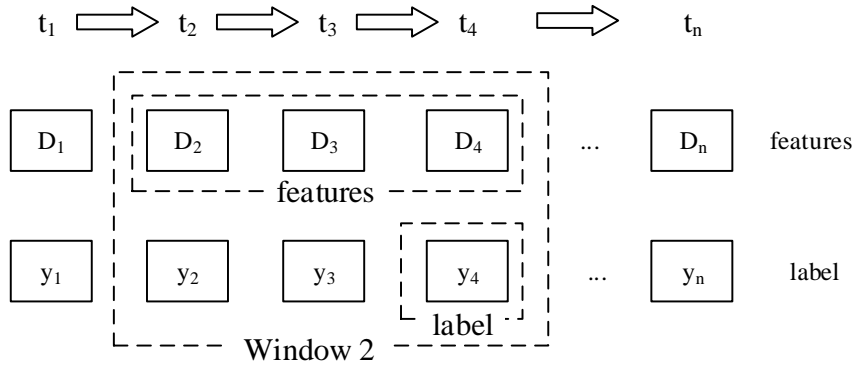 t₁ t₂ t₃ t₄ tₙ
D₁ D₂ D₃ D₄ ... Dₙ features
features
y₁ y₂ y₃ y₄ ... yₙ label
label
Window 2